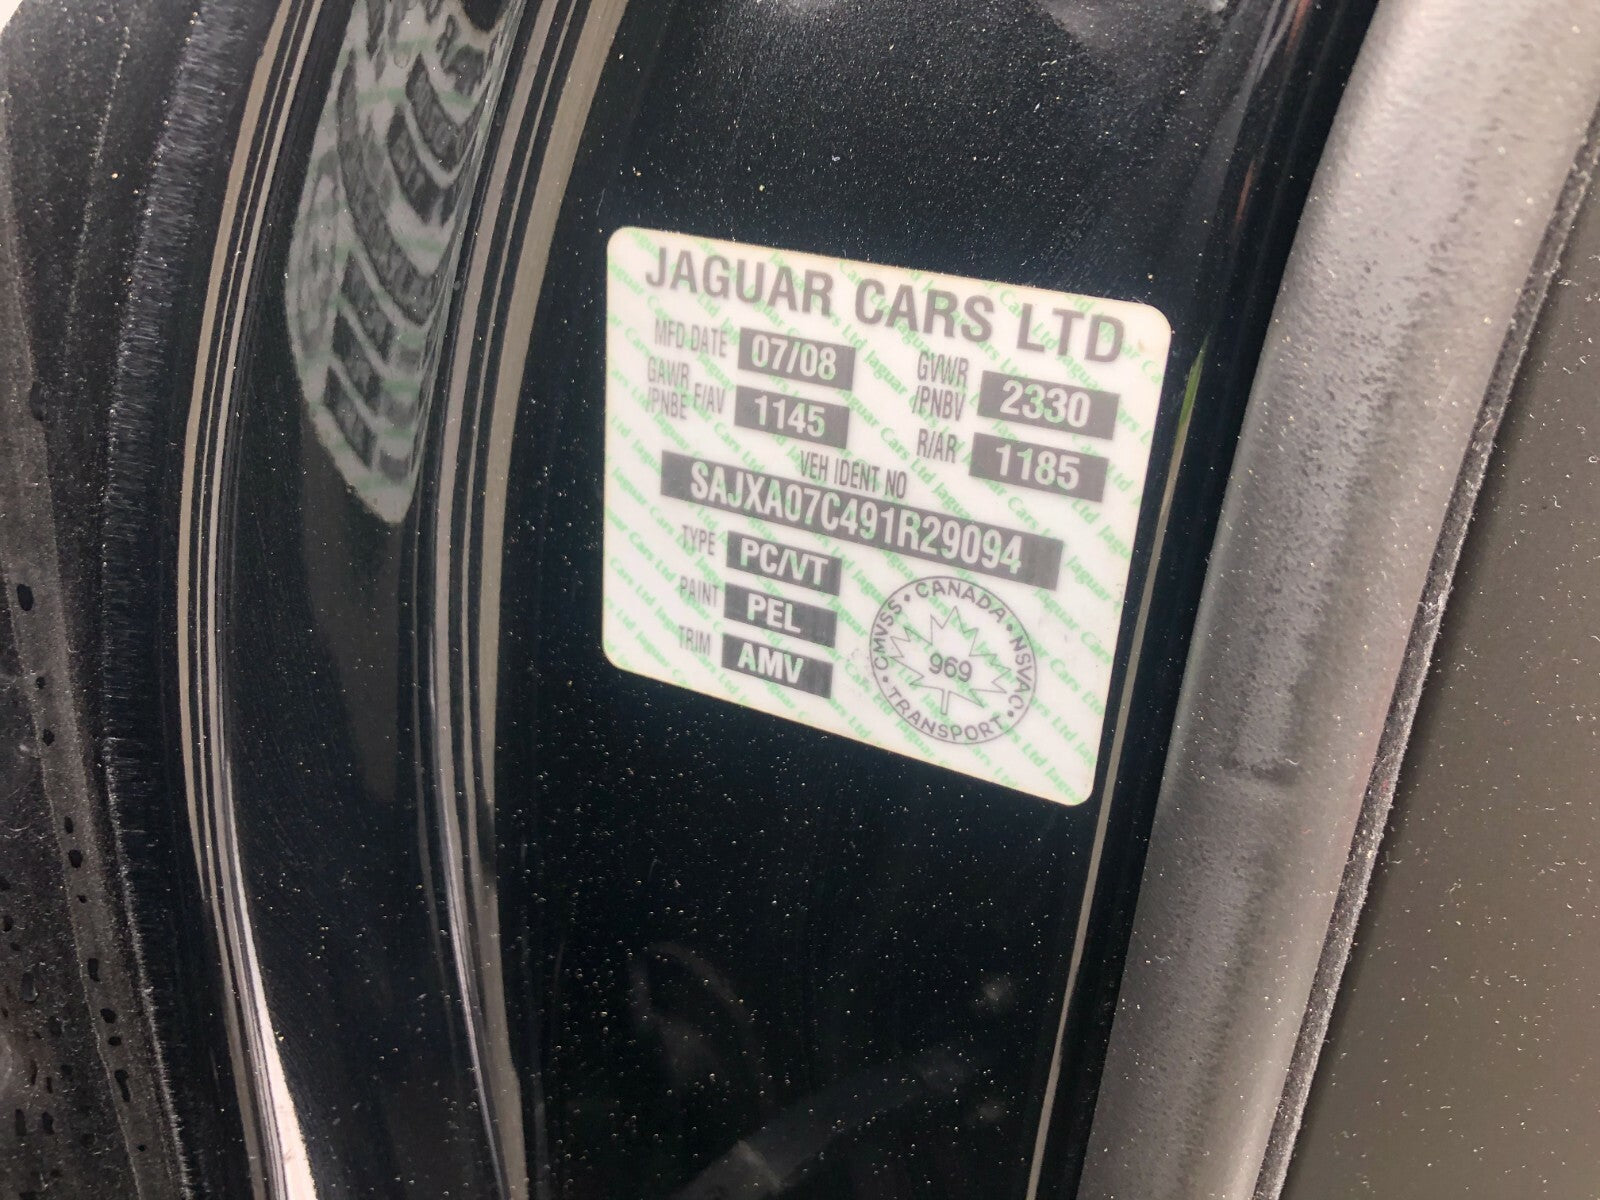 JAGUAR CARS LTD
MFD DATE 07/08 GVWR /PNBV 2330
GAWR /PNBE F/AV 1145 R/AR 1185
VEH IDENT NO
SAJXA07C491R29094
TYPE PC/VT
PAINT PEL
TRIM AMV
CANADA • NSVAC • TRANSPORT • CMVSS •
969